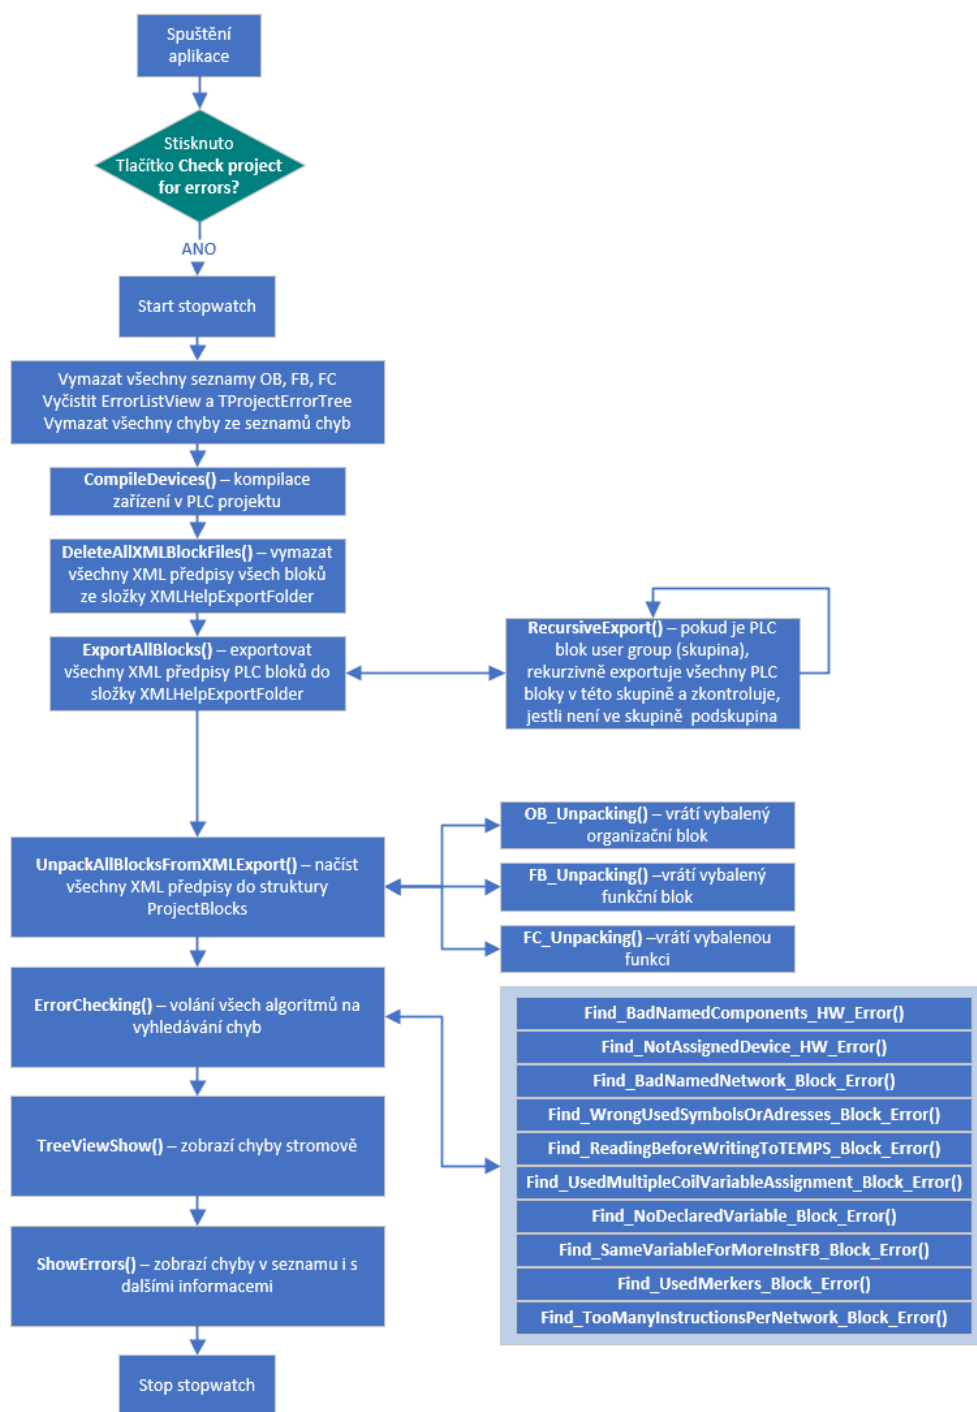 Spuštění
aplikace
Stisknuto
Tlačítko Check project
for errors?
ANO
Start stopwatch
Vymazat všechny seznamy OB, FB, FC
Vyčistit ErrorListView a TProjectErrorTree
Vymazat všechny chyby ze seznamů chyb
CompileDevices() – kompilace
zařízení v PLC projektu
DeleteAllXMLBlockFiles() – vymazat
všechny XML předpisy všech bloků
ze složky XMLHelpExportFolder
ExportAllBlocks() – exportovat
všechny XML předpisy PLC bloků do
složky XMLHelpExportFolder
RecursiveExport() – pokud je PLC
blok user group (skupina),
rekurzivně exportuje všechny PLC
bloky v této skupině a zkontroluje,
jestli není ve skupině podskupina
UnpackAllBlocksFromXMLExport() – načíst
všechny XML předpisy do struktury
ProjectBlocks
OB_Unpacking() – vrátí vybalený
organizační blok
FB_Unpacking() –vrátí vybalený
funkční blok
FC_Unpacking() –vrátí vybalenou
funkci
ErrorChecking() – volání všech algoritmů na
vyhledávání chyb
Find_BadNamedComponents_HW_Error()
Find_NotAssignedDevice_HW_Error()
Find_BadNamedNetwork_Block_Error()
Find_WrongUsedSymbolsOrAdresses_Block_Error()
Find_ReadingBeforeWritingToTEMPS_Block_Error()
Find_UsedMultipleCoilVariableAssignment_Block_Error()
Find_NoDeclaredVariable_Block_Error()
Find_SameVariableForMoreInstFB_Block_Error()
Find_UsedMerkers_Block_Error()
Find_TooManyInstructionsPerNetwork_Block_Error()
TreeViewShow() – zobrazí chyby stromově
ShowErrors() – zobrazí chyby v seznamu i s
dalšími informacemi
Stop stopwatch